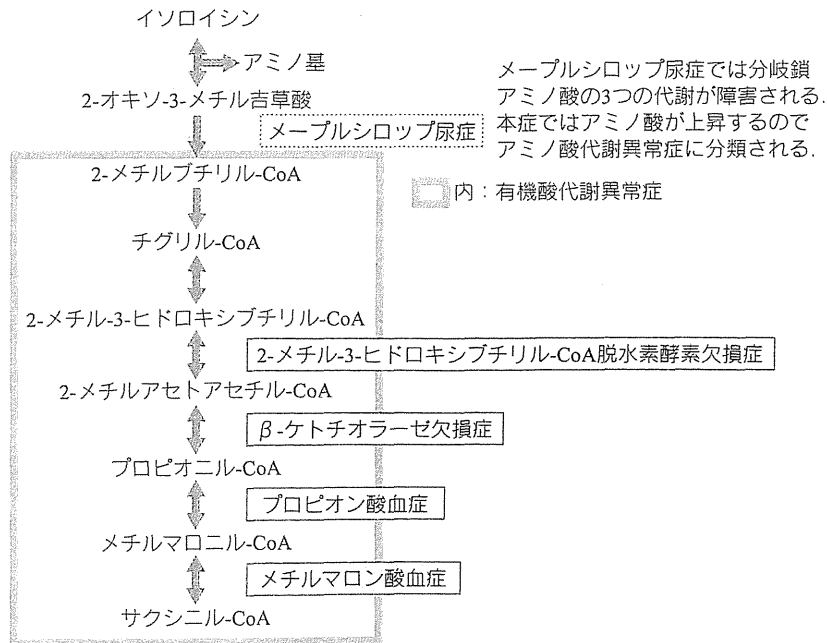 イソロイシン
アミノ基
2-オキソ-3-メチル吉草酸
メープルシロップ尿症では分岐鎖
アミノ酸の3つの代謝が障害される.
本症ではアミノ酸が上昇するので
アミノ酸代謝異常症に分類される.
メープルシロップ尿症
2-メチルブチリル-CoA
内：有機酸代謝異常症
チグリル-CoA
2-メチル-3-ヒドロキシブチリル-CoA
2-メチル-3-ヒドロキシブチリル-CoA脱水素酵素欠損症
2-メチルアセトアセチル-CoA
β-ケトチオラーゼ欠損症
プロピオニル-CoA
プロピオン酸血症
メチルマロニル-CoA
メチルマロン酸血症
サクシニル-CoA